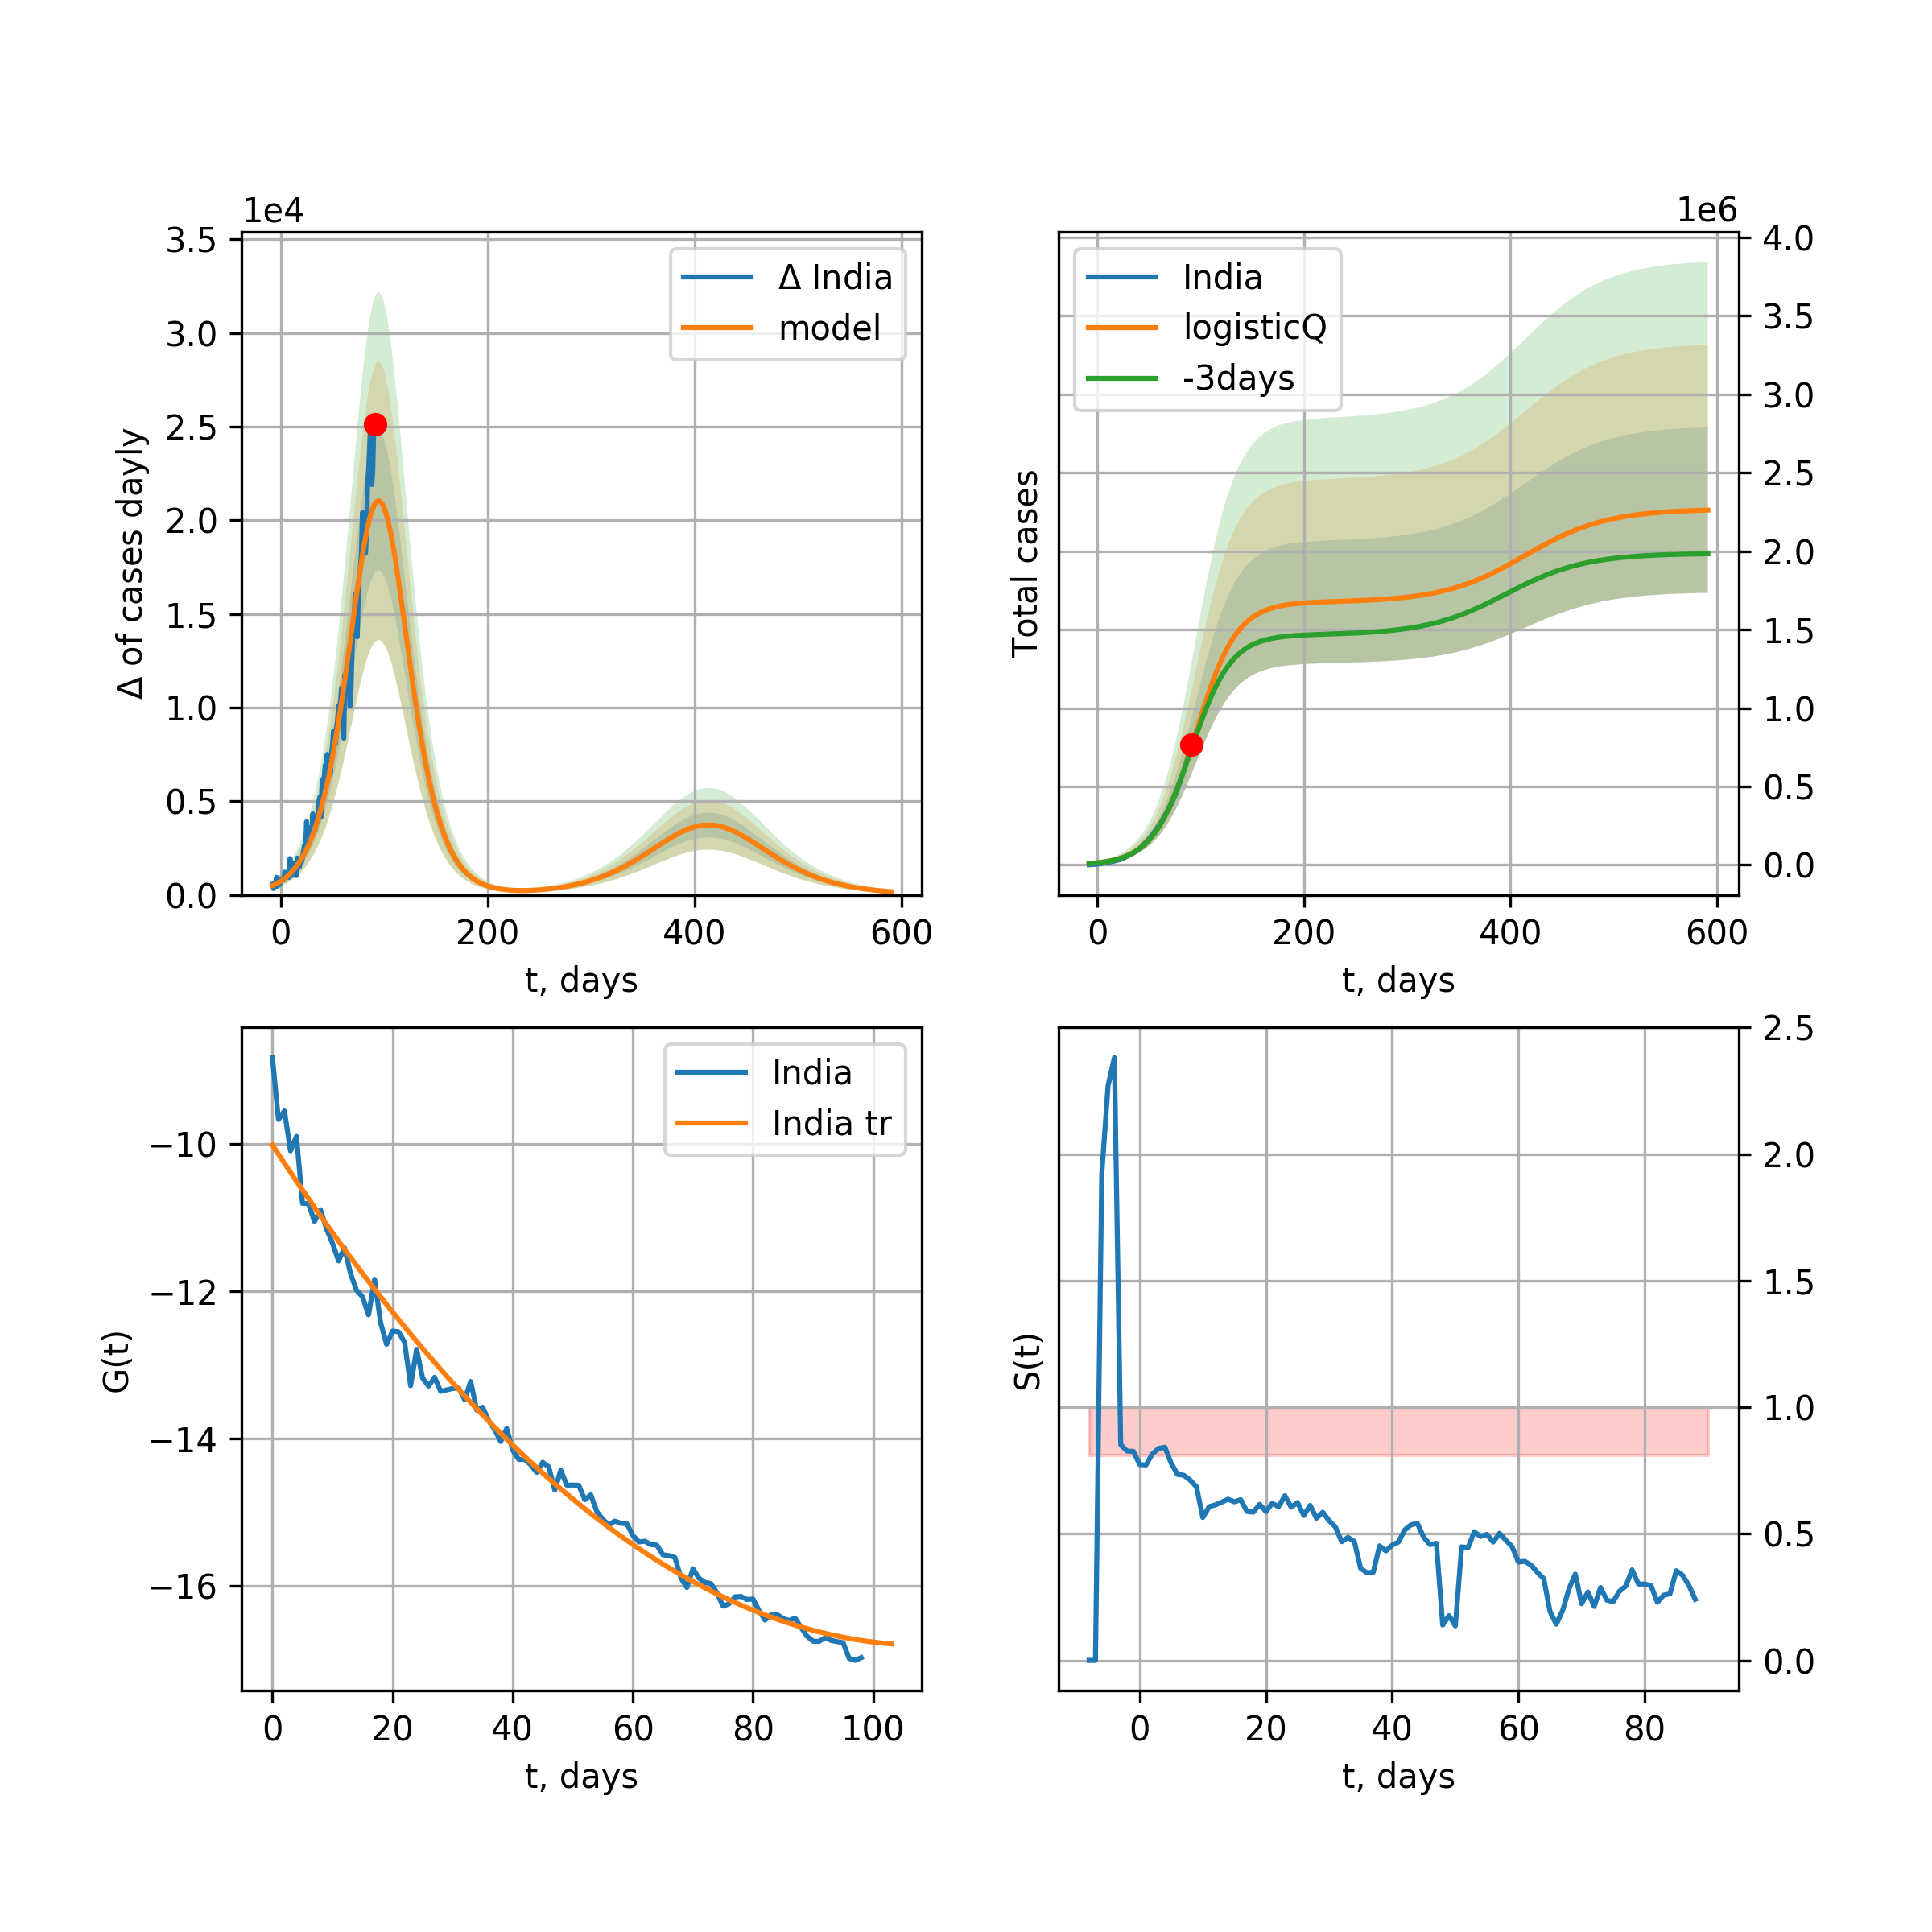 1e4
3.5
3.0
2.5
2.0
1.5
1.0
0.5
0.0
Δ of cases dayly
Δ India
model
0 200 400 600
t, days
1e6
4.0
3.5
3.0
2.5
2.0
1.5
1.0
0.5
0.0
Total cases
India
logisticQ
-3days
0 200 400 600
t, days
−10
−12
−14
−16
G(t)
India
India tr
0 20 40 60 80 100
t, days
2.5
2.0
1.5
1.0
0.5
0.0
S(t)
0 20 40 60 80
t, days